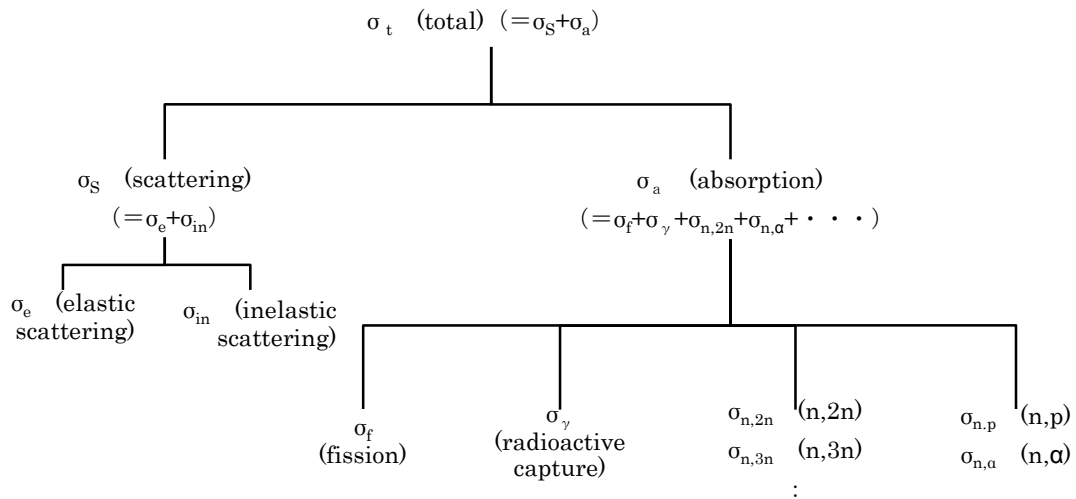 σt (total) (=σS+σa)
σS (scattering)
(=σe+σin)
σa (absorption)
(=σf+σγ+σn,2n+σn,α+・・・)
σe (elastic
scattering)
σin (inelastic
scattering)
σf
(fission)
σγ
(radioactive
capture)
σn,2n (n,2n)
σn,3n (n,3n)
:
σn.p (n,p)
σn,α (n,α)